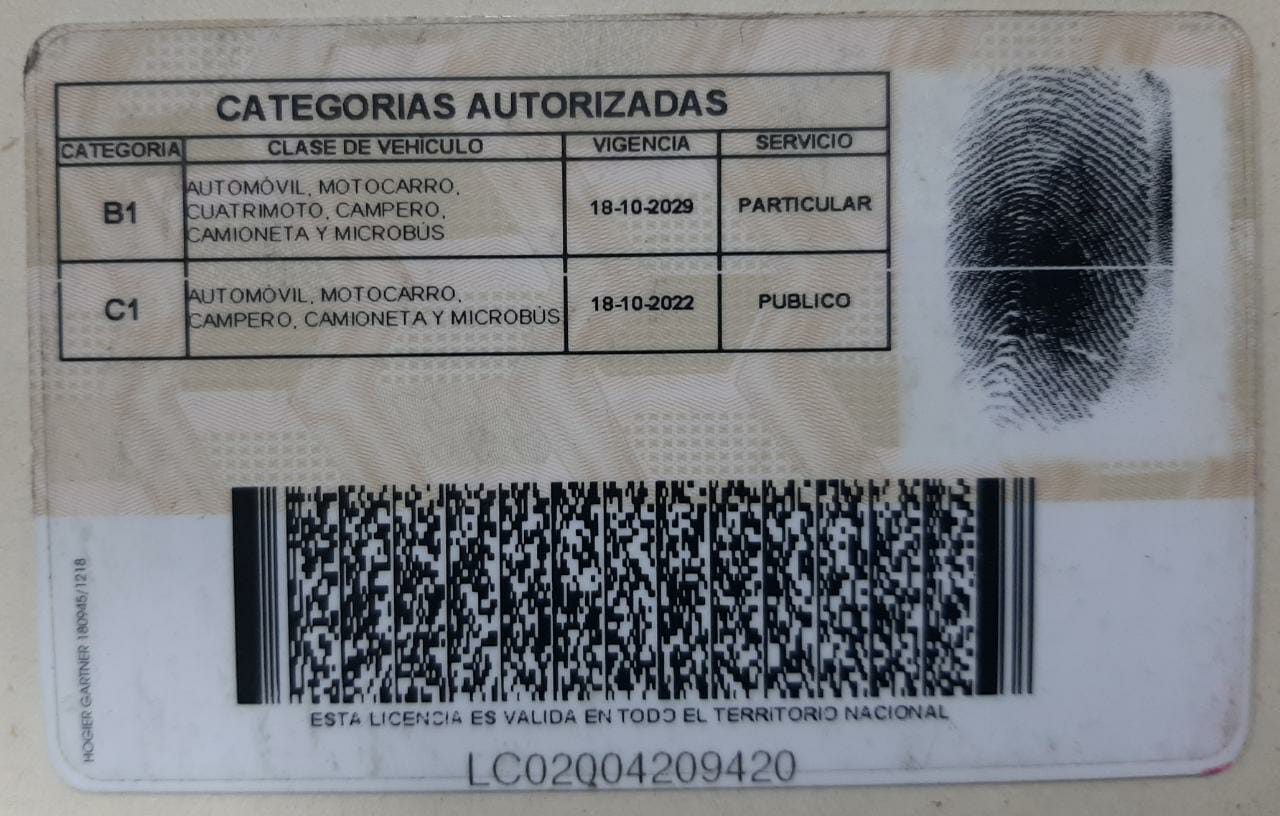 CATEGORIAS AUTORIZADAS
CATEGORIA CLASE DE VEHÍCULO VIGENCIA SERVICIO
B1 AUTOMÓVIL, MOTOCARRO, CUATRIMOTO, CAMPERO, CAMIONETA Y MICROBÚS 18-10-2029 PARTICULAR
C1 AUTOMÓVIL, MOTOCARRO, CAMPERO, CAMIONETA Y MICROBÚS 18-10-2022 PUBLICO
HOGIER GARTNER 180945/1218
ESTA LICENCIA ES VALIDA EN TODO EL TERRITORIO NACIONAL
LC02004209420